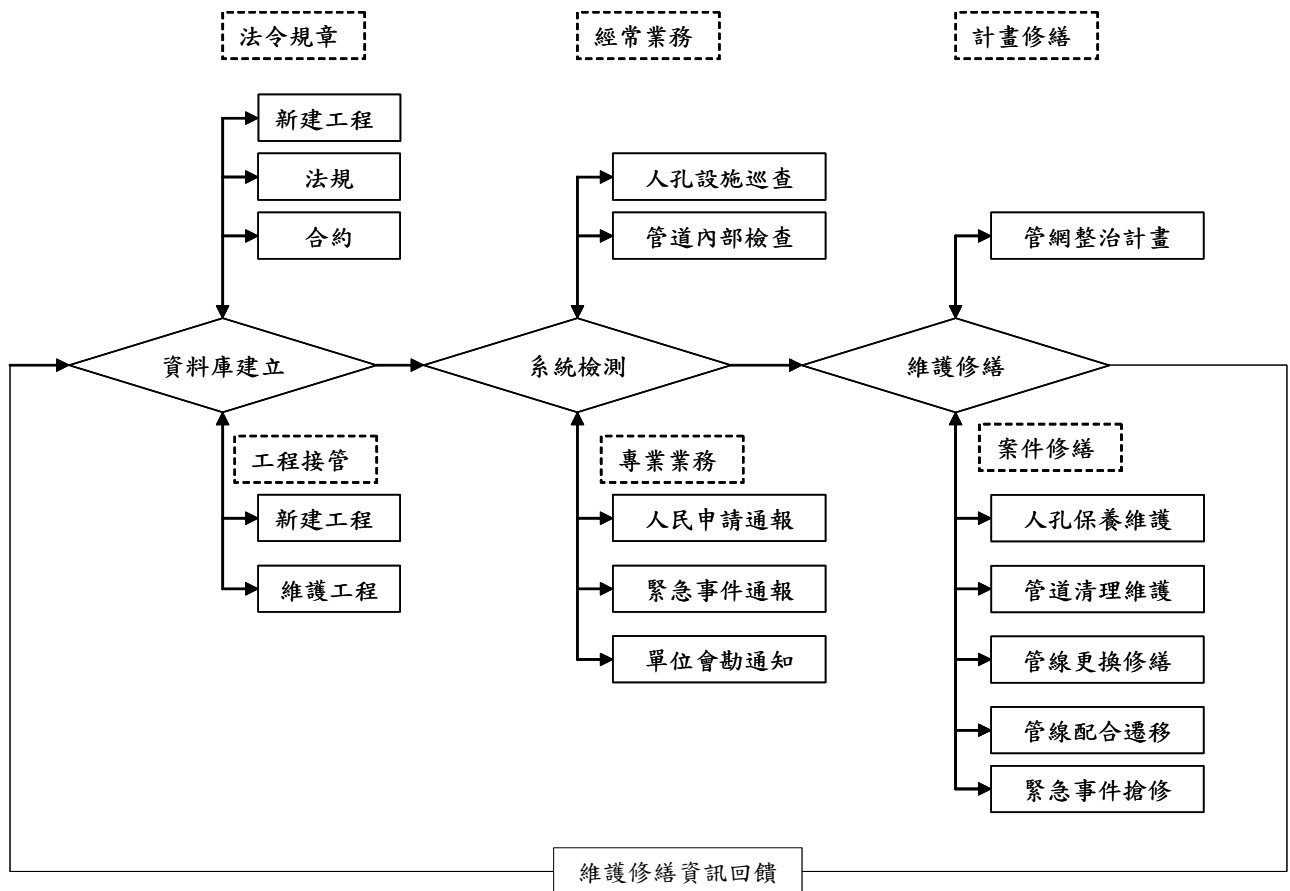 法令規章
經常業務
計畫修繕
新建工程
法規
合約
人孔設施巡查
管道內部檢查
管網整治計畫
資料庫建立
系統檢測
維護修繕
工程接管
新建工程
維護工程
專業業務
人民申請通報
緊急事件通報
單位會勘通知
案件修繕
人孔保養維護
管道清理維護
管線更換修繕
管線配合遷移
緊急事件搶修
維護修繕資訊回饋